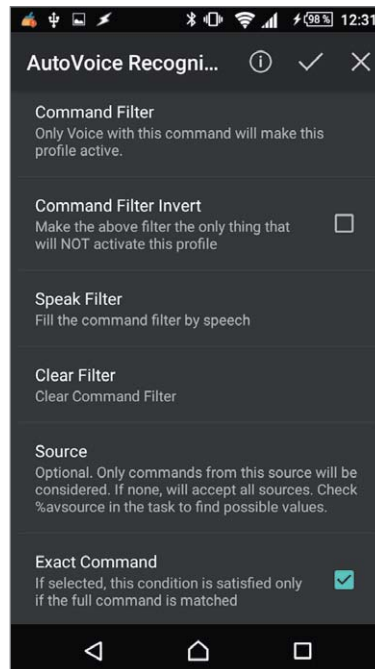 98% 12:31
AutoVoice Recogni...
Command Filter
Only Voice with this command will make this
profile active.
Command Filter Invert
Make the above filter the only thing that
will NOT activate this profile
Speak Filter
Fill the command filter by speech
Clear Filter
Clear Command Filter
Source
Optional. Only commands from this source will be
considered. If none, will accept all sources. Check
%avsource in the task to find possible values.
Exact Command
If selected, this condition is satisfied only
if the full command is matched